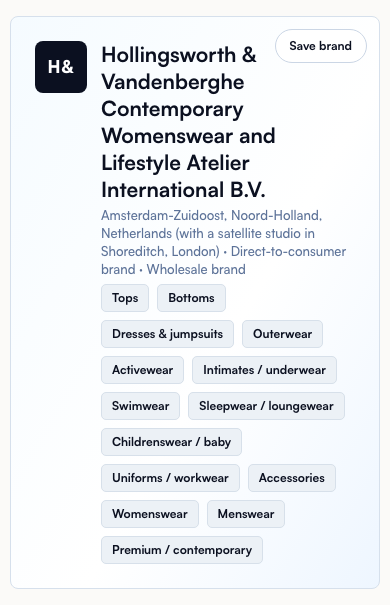 H&
Save brand
Hollingsworth &
Vandenberghe
Contemporary
Womenswear and
Lifestyle Atelier
International B.V.
Amsterdam-Zuidoost, Noord-Holland,
Netherlands (with a satellite studio in
Shoreditch, London) · Direct-to-consumer
brand · Wholesale brand
Tops Bottoms
Dresses & jumpsuits Outerwear
Activewear Intimates / underwear
Swimwear Sleepwear / loungewear
Childrenswear / baby
Uniforms / workwear Accessories
Womenswear Menswear
Premium / contemporary